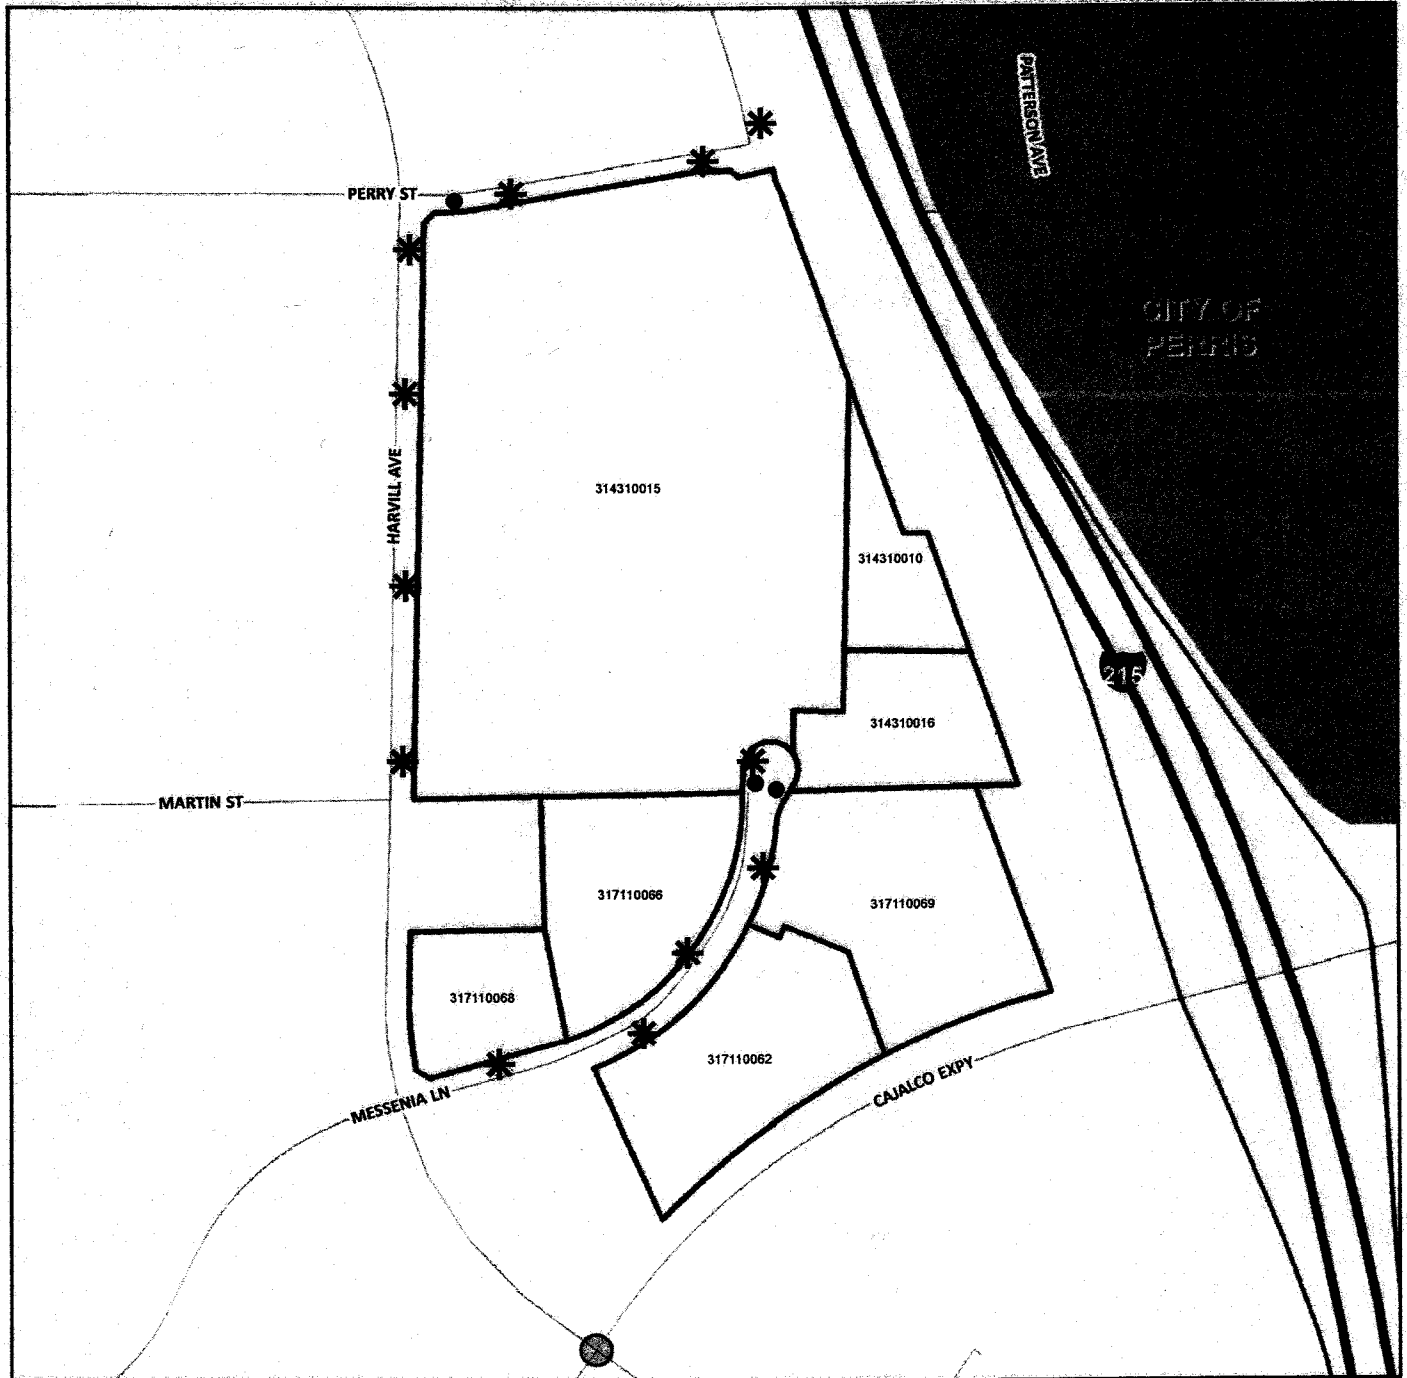 PATTERSON AVE
PERRY ST
CITY OF
PERRIS
HARVILL AVE
314310015
314310010
215
314310016
MARTIN ST
317110066
317110069
317110068
317110062
CAJALCO EXPY
MESSENIA LN